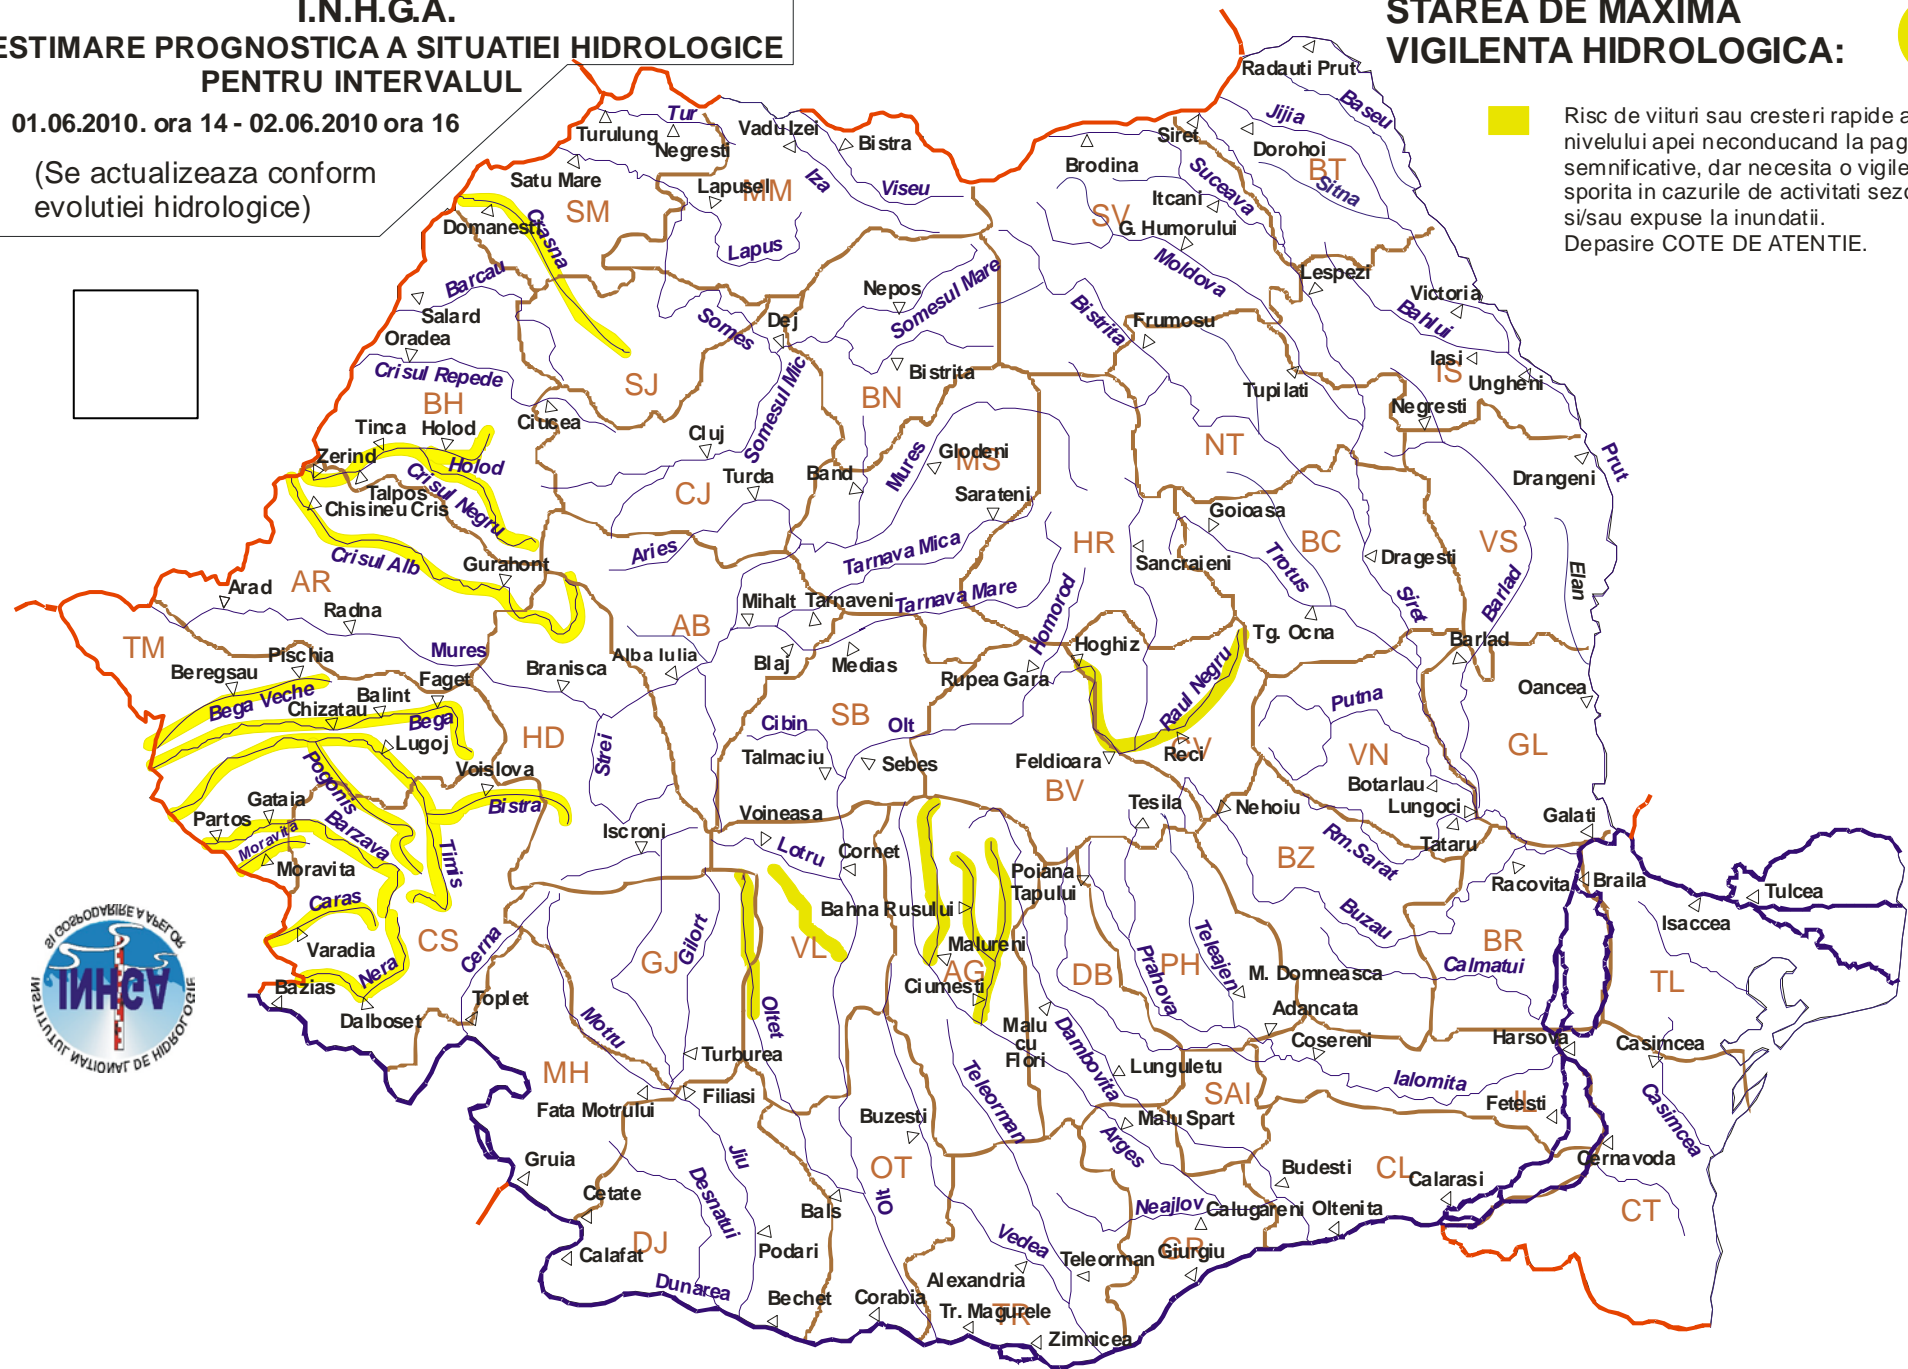 I.N.H.G.A.
ESTIMARE PROGNOSTICA A SITUATIEI HIDROLOGICE
PENTRU INTERVALUL
01.06.2010. ora 14 - 02.06.2010 ora 16
(Se actualizeaza conform
evolutiei hidrologice)
STAREA DE MAXIMA
VIGILENTA HIDROLOGICA:
Risc de viituri sau cresteri rapide a
nivelului apei neconducand la pag
semnificative, dar necesita o vigile
sporita in cazurile de activitati sezo
si/sau expuse la inundatii.
Depasire COTE DE ATENTIE.
Radauti Prut
Baseu
Tur
Turulung
Negresti
Vadu Izei
Bistra
Siret
Jijia
Dorohoi
BT
Brodina
Satu Mare
Lapusel
MM
Iza
Viseu
Suceava
Sitna
Itcani
SM
SV
G. Humorului
Domanesti
Crasna
Lapus
Moldova
Lespezi
Barcau
Somesul Mare
Nepos
Victoria
Bahlui
Salard
Somes
Dej
Bistrita
Frumosu
Oradea
Iasi
IS
Ungheni
Crisul Repede
Bistrita
SJ
BN
Tupilati
BH
Negresti
Ciucea
Somesul Mic
Tinca
Holod
Cluj
Mures
Glodeni
NT
Prut
Zerind
Holod
MS
Drangeni
Talpos
Crisul Negru
Turda
Band
CJ
Sarateni
Chisineu Cris
Goioasa
Aries
Tarnava Mica
HR
BC
VS
Crisul Alb
Gurahont
Sancraieni
Trotus
Dragesti
AR
Arad
Radna
Mihalt
Tarnaveni
Tarnava Mare
Homorod
Siret
Barlad
Elan
TM
AB
Tg. Ocna
Barlad
Mures
Hoghiz
Pischia
Beregsau
Branisca
Alba Iulia
Blaj
Medias
Rupea Gara
Raul Negru
Faget
Bega Veche
Balint
Chizatau
Bega
Oancea
Putna
Cibin
SB
Olt
Lugoj
HD
Strei
GL
VN
Talmaciu
Sebes
Feldioara
Reci
CV
Pogonis
Voislova
BV
Botarlau
Gataia
Bistra
Tesila
Nehoiu
Lungoci
Partos
Barzava
Voineasa
Galati
Moravita
Iscroni
Rm.Sarat
Tataru
Timis
Lotru
Cornet
BZ
Moravita
Poiana
Tapului
Racovita
Braila
Tulcea
Caras
Bahna Rusului
Isaccea
Buzau
Varadia
CS
Cerna
Gilort
VL
Malureni
Teleajen
BR
GJ
AG
DB
Prahova
PH
Calmatui
Nera
M. Domneasca
TL
Bazias
Ciumesti
Toplet
Dalboset
Motru
Oltet
Malu
cu
Flori
Adancata
Harsova
Casimcea
Turburea
Dambovita
Cosereni
MH
Teleorman
Lunguletu
Ialomita
Fata Motrului
Filiasi
SAI
IL
Fetesti
Casimcea
Buzesti
Malu Spart
Arges
Cernavoda
Gruia
Jiu
OT
Budesti
CL
Calarasi
Cetate
Desnatui
Olt
Bals
Neajlov
Calugareni
Oltenita
CT
DJ
Podari
Vedea
Calafat
Teleorman
Giurgiu
GR
Alexandria
Dunarea
Bechet
Corabia
Tr. Magurele
TR
Zimnicea
INHGA
INSTITUTUL NATIONAL DE HIDROLOGIE
SI GOSPODARIRE A APELOR